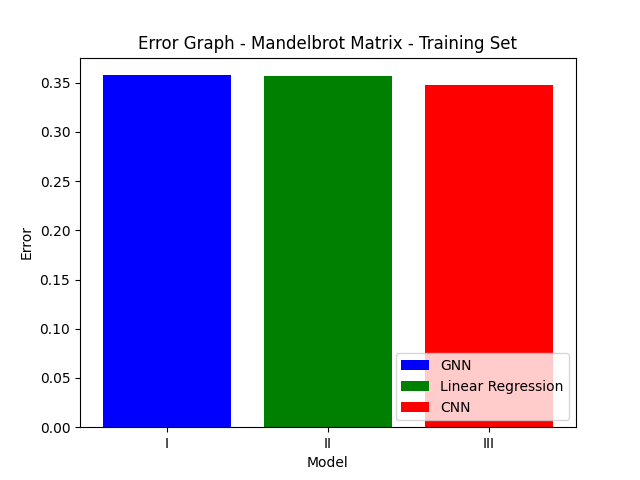 Error Graph - Mandelbrot Matrix - Training Set
0.35
0.30
0.25
0.20
0.15
0.10
0.05
0.00
Error
I
II
III
Model
GNN
Linear Regression
CNN